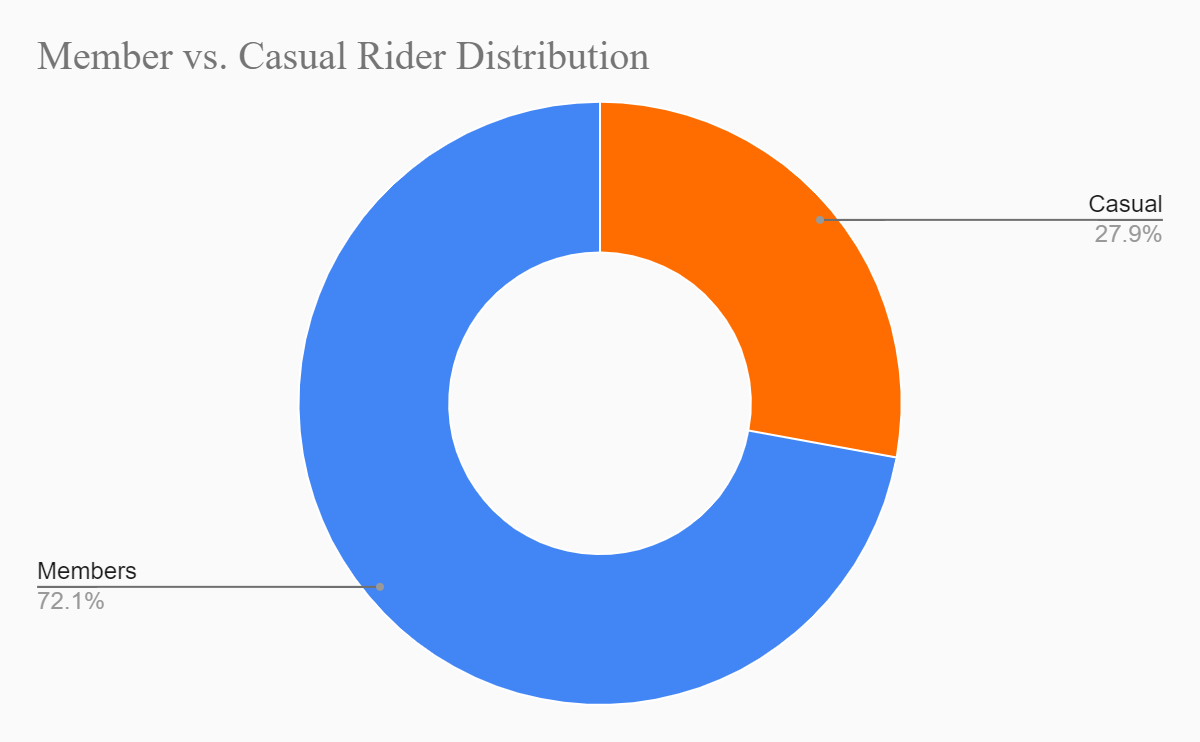 Member vs. Casual Rider Distribution
Casual
27.9%
Members
72.1%